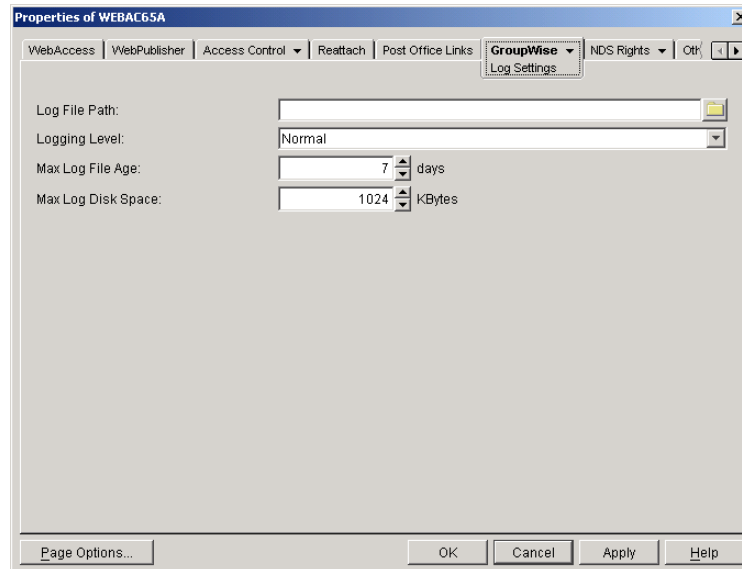 Properties of WEBAC65A
WebAccess WebPublisher Access Control Reattach Post Office Links GroupWise NDS Rights Oth
Log Settings
Log File Path:
Logging Level: Normal
Max Log File Age: 7 days
Max Log Disk Space: 1024 KBytes
Page Options... OK Cancel Apply Help